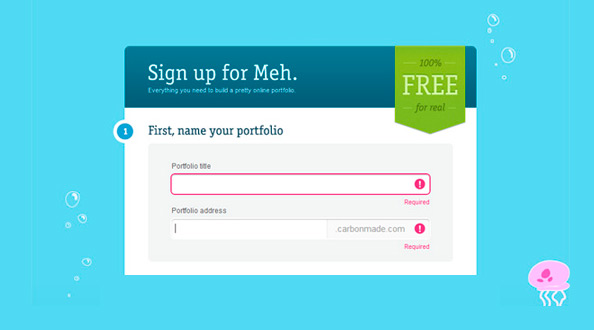 Sign up for Meh.
Everything you need to build a pretty online portfolio.
100%
FREE
for real
1
First, name your portfolio
Portfolio title
!
Required
Portfolio address
.carbonmade.com
!
Required